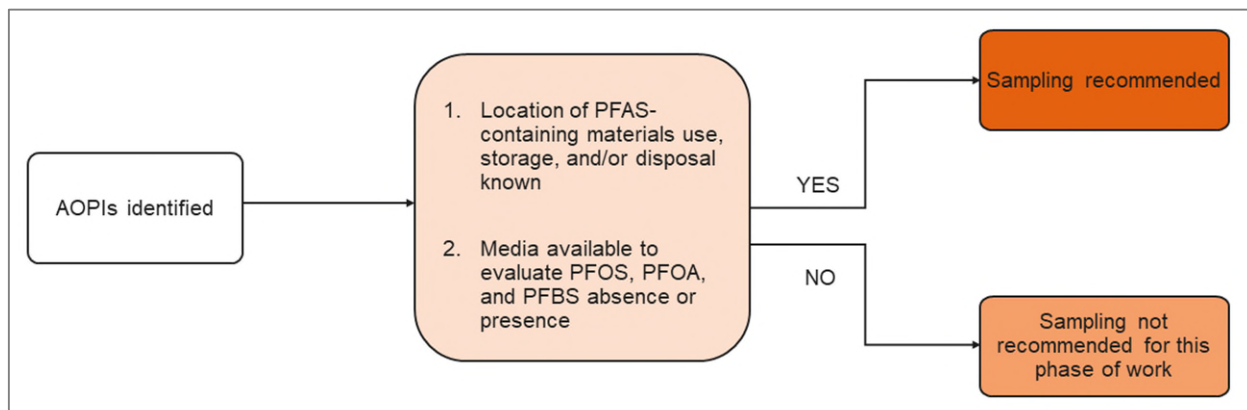 AOPIs identified
1. Location of PFAS-
containing materials use,
storage, and/or disposal
known
2. Media available to
evaluate PFOS, PFOA,
and PFBS absence or
presence
YES
Sampling recommended
NO
Sampling not
recommended for this
phase of work